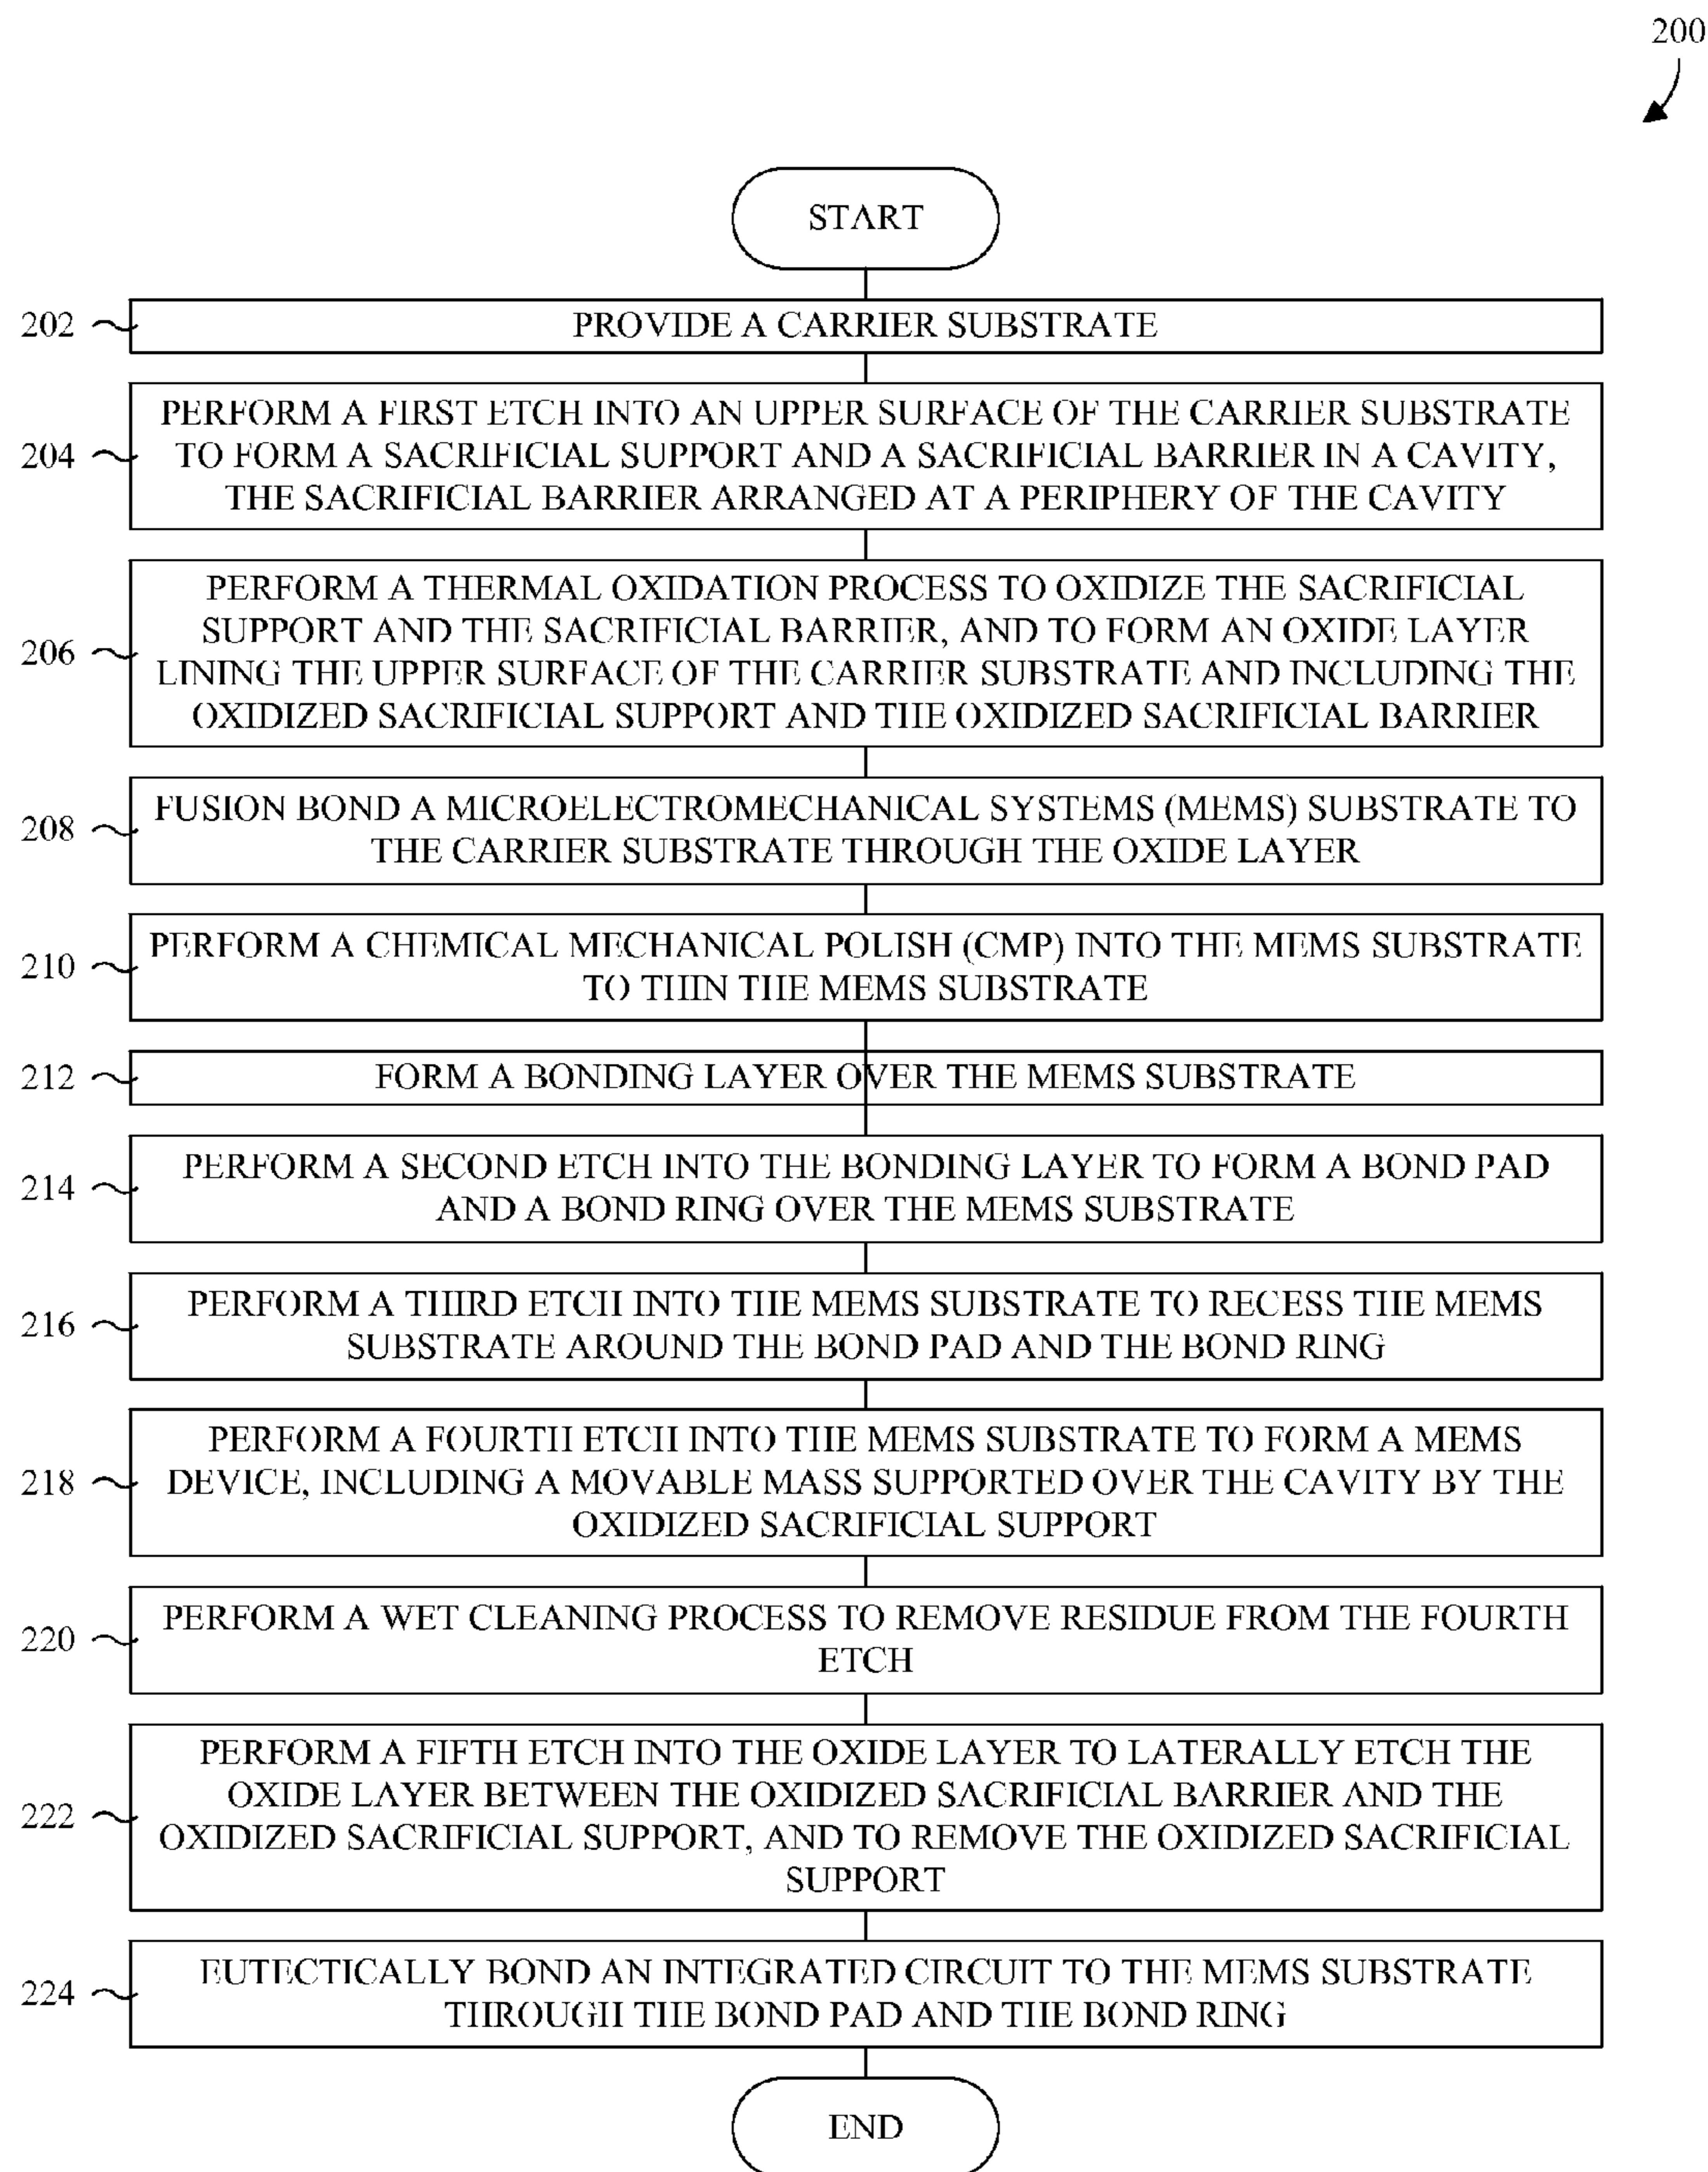 200
START
202
PROVIDE A CARRIER SUBSTRATE
204
PERFORM A FIRST ETCH INTO AN UPPER SURFACE OF THE CARRIER SUBSTRATE
TO FORM A SACRIFICIAL SUPPORT AND A SACRIFICIAL BARRIER IN A CAVITY,
THE SACRIFICIAL BARRIER ARRANGED AT A PERIPHERY OF THE CAVITY
206
PERFORM A THERMAL OXIDATION PROCESS TO OXIDIZE THE SACRIFICIAL
SUPPORT AND THE SACRIFICIAL BARRIER, AND TO FORM AN OXIDE LAYER
LINING THE UPPER SURFACE OF THE CARRIER SUBSTRATE AND INCLUDING THE
OXIDIZED SACRIFICIAL SUPPORT AND THE OXIDIZED SACRIFICIAL BARRIER
208
FUSION BOND A MICROELECTROMECHANICAL SYSTEMS (MEMS) SUBSTRATE TO
THE CARRIER SUBSTRATE THROUGH THE OXIDE LAYER
210
PERFORM A CHEMICAL MECHANICAL POLISH (CMP) INTO THE MEMS SUBSTRATE
TO THIN THE MEMS SUBSTRATE
212
FORM A BONDING LAYER OVER THE MEMS SUBSTRATE
214
PERFORM A SECOND ETCH INTO THE BONDING LAYER TO FORM A BOND PAD
AND A BOND RING OVER THE MEMS SUBSTRATE
216
PERFORM A THIRD ETCH INTO THE MEMS SUBSTRATE TO RECESS THE MEMS
SUBSTRATE AROUND THE BOND PAD AND THE BOND RING
218
PERFORM A FOURTH ETCH INTO THE MEMS SUBSTRATE TO FORM A MEMS
DEVICE, INCLUDING A MOVABLE MASS SUPPORTED OVER THE CAVITY BY THE
OXIDIZED SACRIFICIAL SUPPORT
220
PERFORM A WET CLEANING PROCESS TO REMOVE RESIDUE FROM THE FOURTH
ETCH
222
PERFORM A FIFTH ETCH INTO THE OXIDE LAYER TO LATERALLY ETCH THE
OXIDE LAYER BETWEEN THE OXIDIZED SACRIFICIAL BARRIER AND THE
OXIDIZED SACRIFICIAL SUPPORT, AND TO REMOVE THE OXIDIZED SACRIFICIAL
SUPPORT
224
EUTECTICALLY BOND AN INTEGRATED CIRCUIT TO THE MEMS SUBSTRATE
THROUGH THE BOND PAD AND THE BOND RING
END